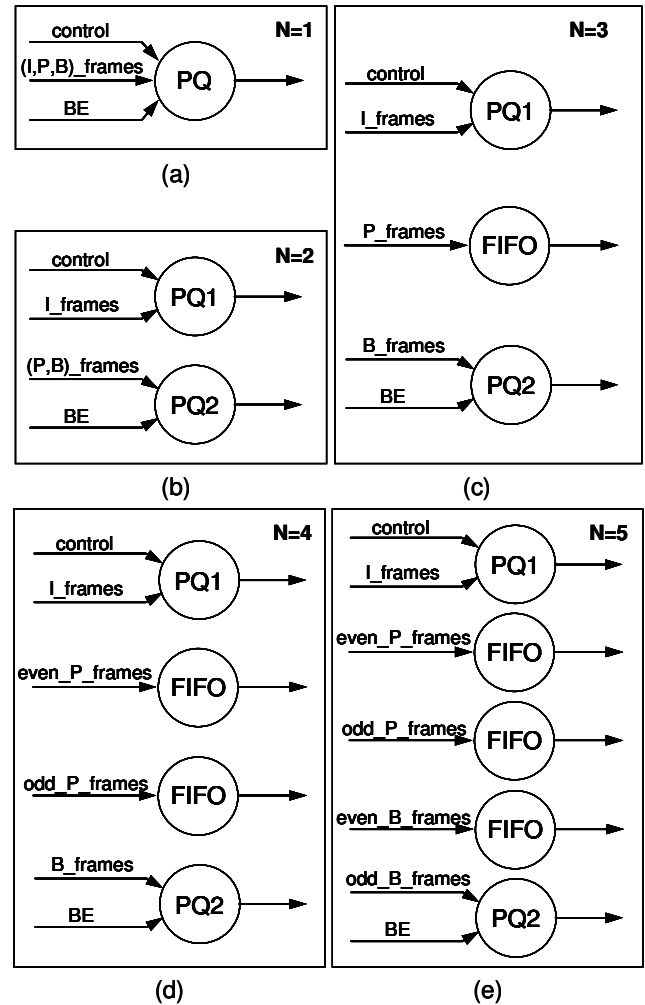 control
N=1
(I,P,B)_frames
PQ
BE
(a)
control
N=2
I_frames
PQ1
(P,B)_frames
PQ2
BE
(b)
N=3
control
PQ1
I_frames
P_frames
FIFO
B_frames
PQ2
BE
(c)
control
N=4
I_frames
PQ1
even_P_frames
FIFO
odd_P_frames
FIFO
B_frames
PQ2
BE
(d)
control
N=5
I_frames
PQ1
even_P_frames
FIFO
odd_P_frames
FIFO
even_B_frames
FIFO
odd_B_frames
PQ2
BE
(e)